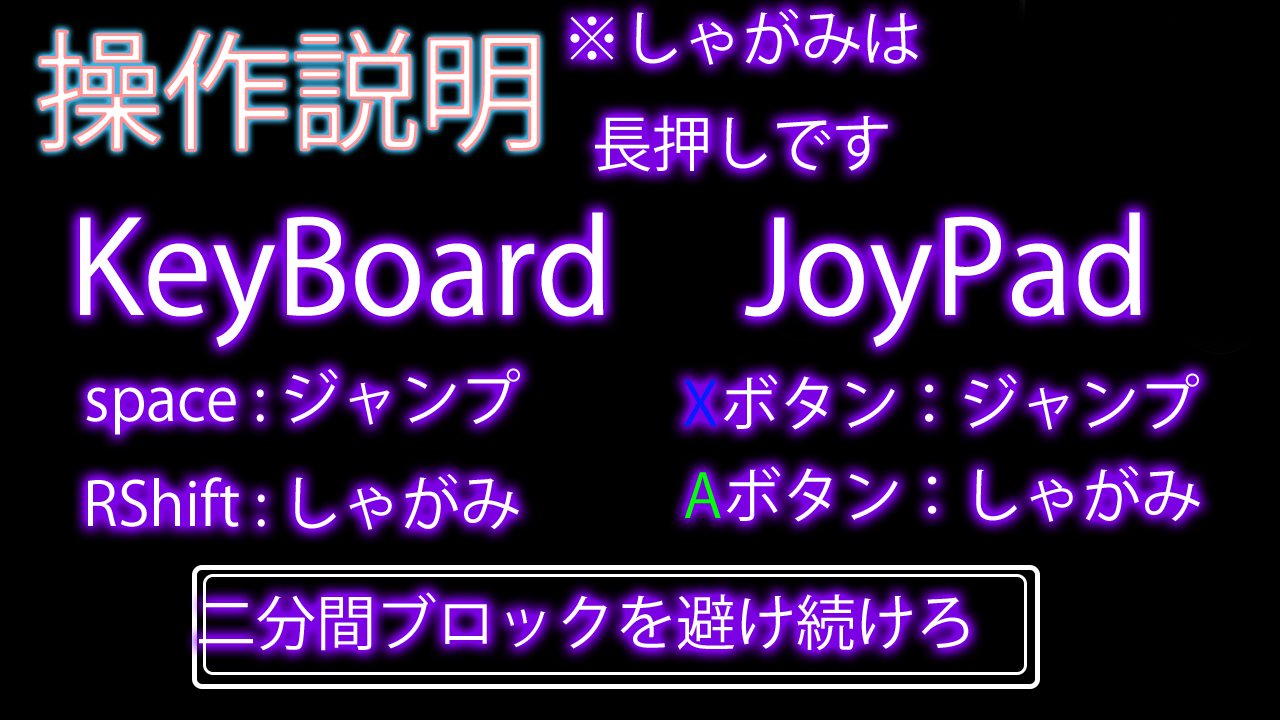 操作説明
※しゃがみは
長押しです
KeyBoard
space : ジャンプ
RShift : しゃがみ
JoyPad
Xボタン：ジャンプ
Aボタン：しゃがみ
二分間ブロックを避け続けろ